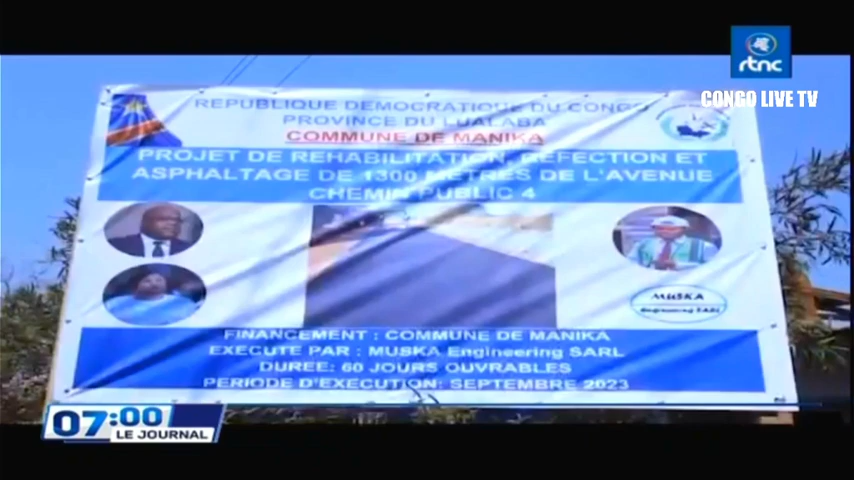 rtnc
CONGO LIVE TV
REPUBLIQUE DEMOCRATIQUE DU CONGO
PROVINCE DU LUALABA
COMMUNE DE MANIKA
PROJET DE REHABILITATION, REFECTION ET
ASPHALTAGE DE 1300 METRES DE L'AVENUE
CHEMIN PUBLIC 4
MUSKA
Engineering SARL
FINANCEMENT : COMMUNE DE MANIKA
EXECUTE PAR : MUSKA Engineering SARL
DUREE: 60 JOURS OUVRABLES
PERIODE D'EXECUTION: SEPTEMBRE 2023
07:00
LE JOURNAL